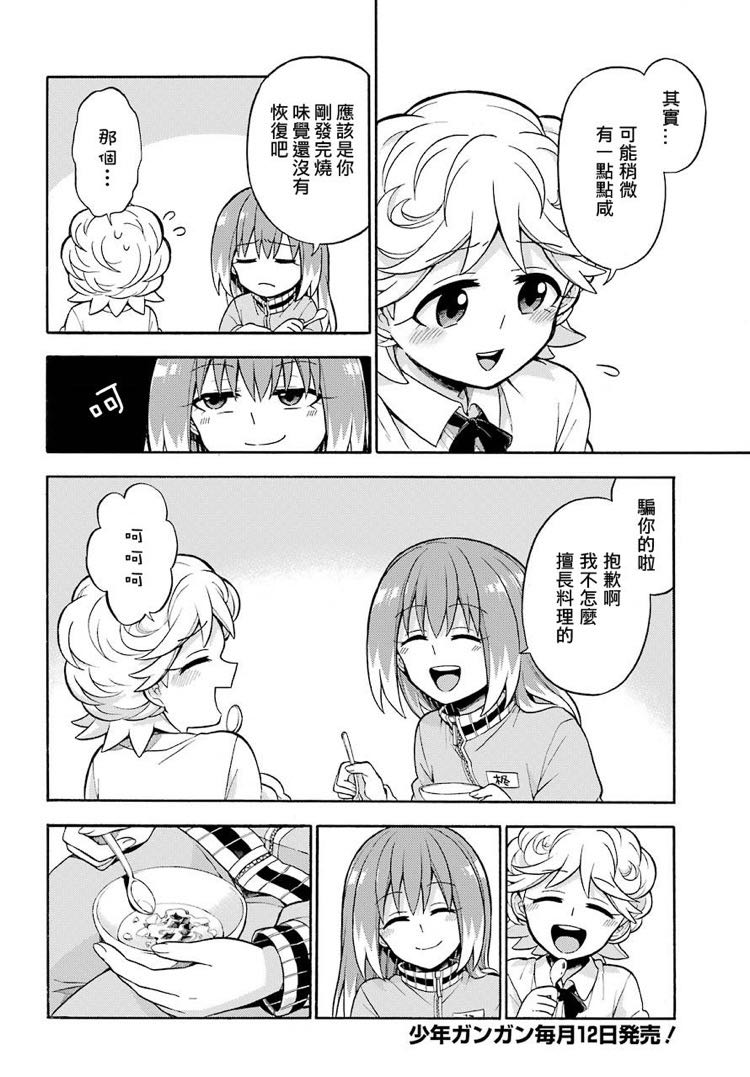 其實…
可能稍微
有一點點咸
應該是你
剛發完燒
味覺還沒有
恢復吧
那個…
呵
騙你的啦
抱歉啊
我不怎麼
擅長料理的
呵呵呵
梶
少年ガンガン毎月12日発売！